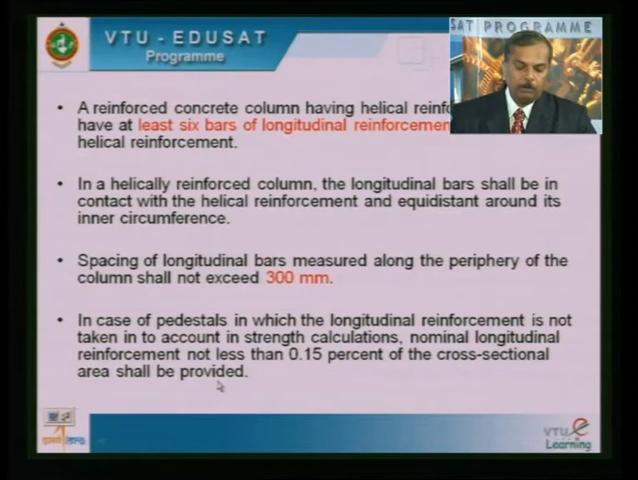 VTU - EDUSAT
Programme
SAT PROGRAMME
• A reinforced concrete column having helical reinf
have at least six bars of longitudinal reinforcemen
helical reinforcement.
• In a helically reinforced column, the longitudinal bars shall be in
contact with the helical reinforcement and equidistant around its
inner circumference.
• Spacing of longitudinal bars measured along the periphery of the
column shall not exceed 300 mm.
• In case of pedestals in which the longitudinal reinforcement is not
taken in to account in strength calculations, nominal longitudinal
reinforcement not less than 0.15 percent of the cross-sectional
area shall be provided.
VTU e
Learning